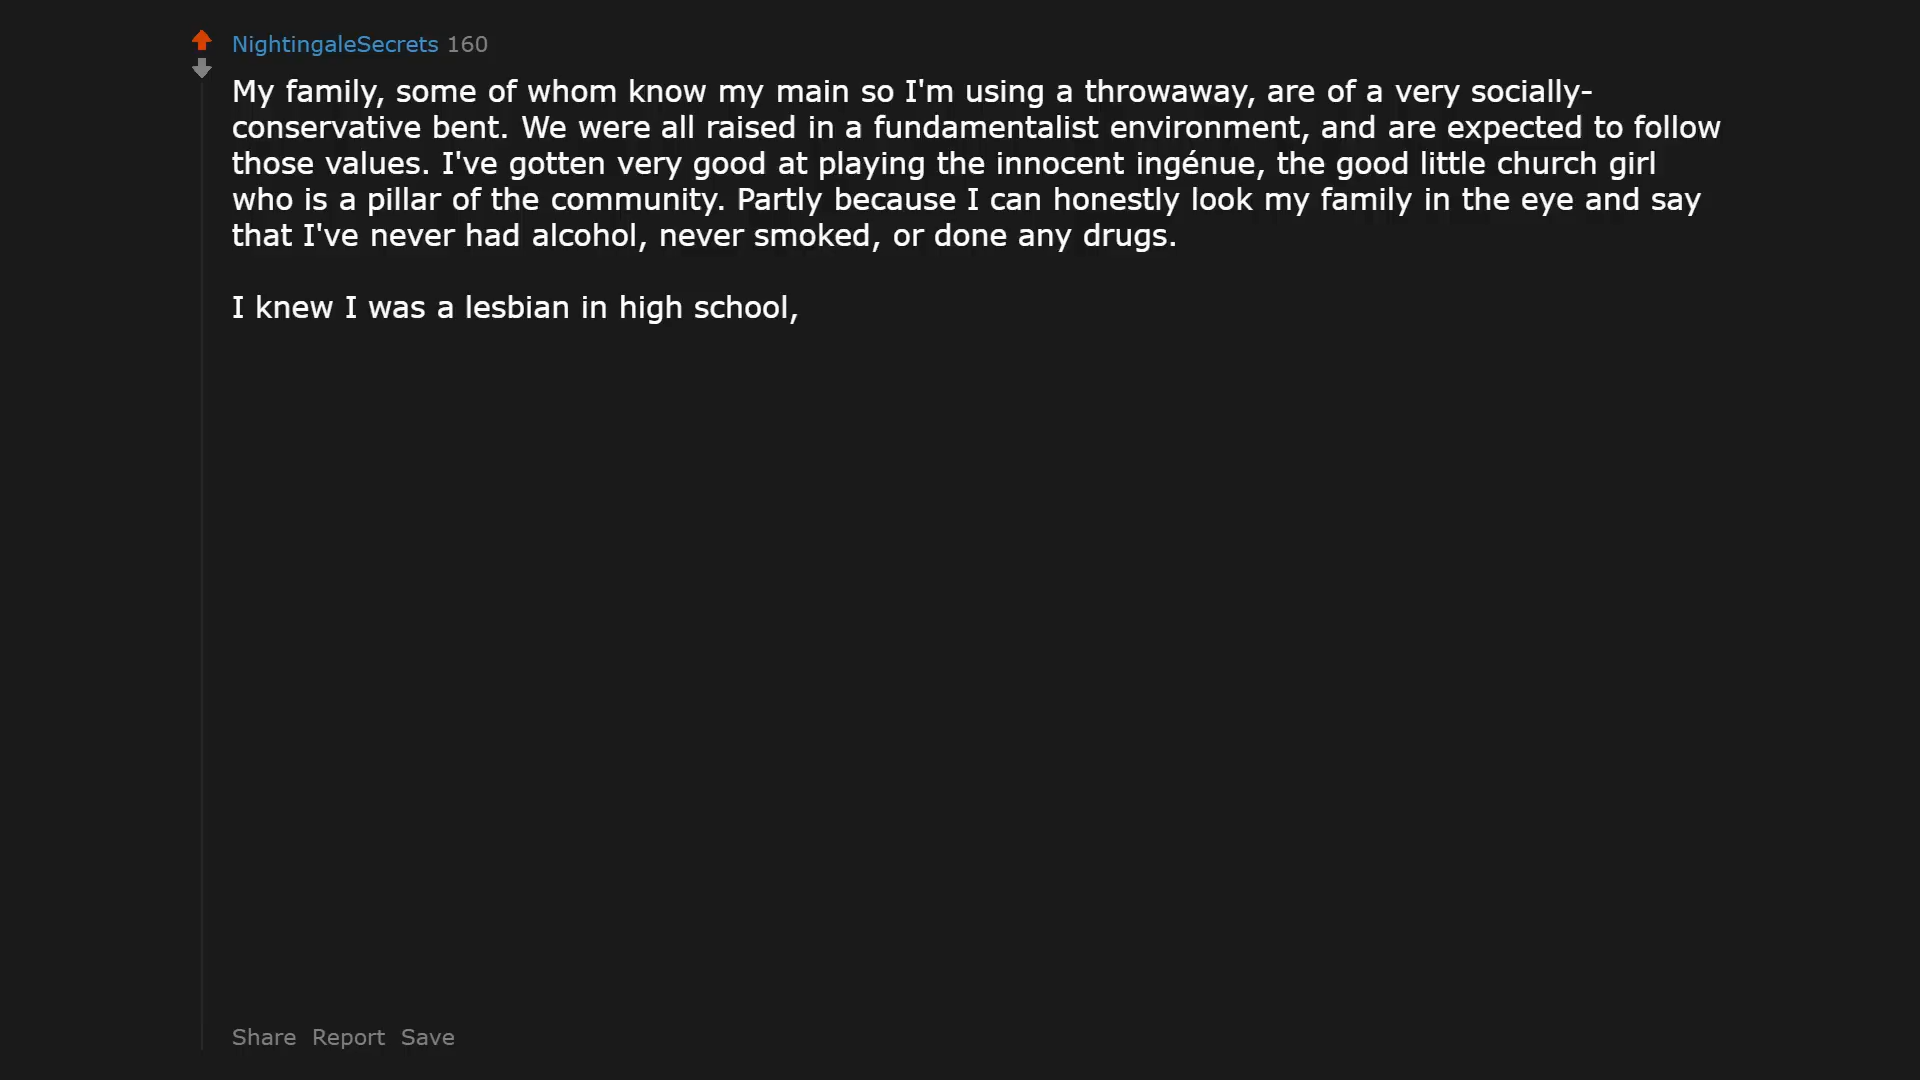 NightingaleSecrets 160
My family, some of whom know my main so I'm using a throwaway, are of a very socially-
conservative bent. We were all raised in a fundamentalist environment, and are expected to follow
those values. I've gotten very good at playing the innocent ingénue, the good little church girl
who is a pillar of the community. Partly because I can honestly look my family in the eye and say
that I've never had alcohol, never smoked, or done any drugs.
I knew I was a lesbian in high school,
Share Report Save